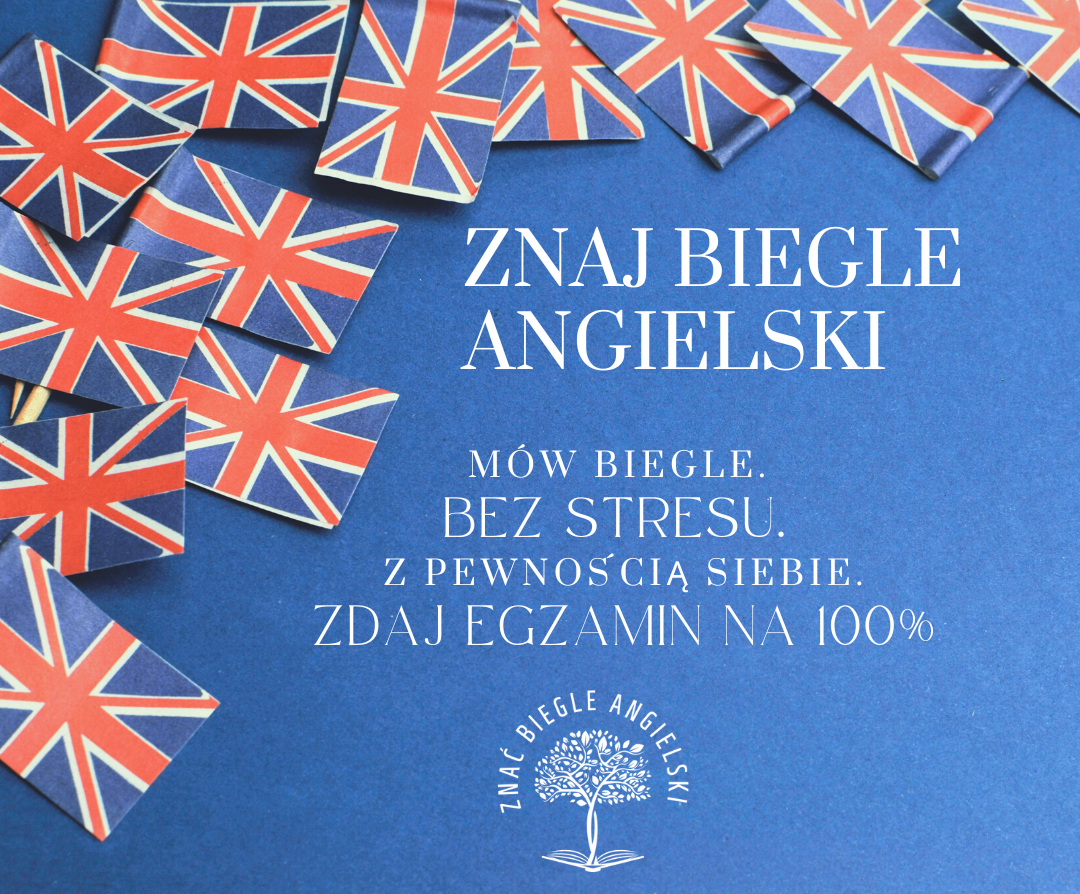 ZNAJ BIEGLE
ANGIELSKI
MÓW BIEGLE.
BEZ STRESU.
Z PEWNOŚCIĄ SIEBIE.
ZDAJ EGZAMIN NA 100%
ZNAĆ BIEGLE ANGIELSKI